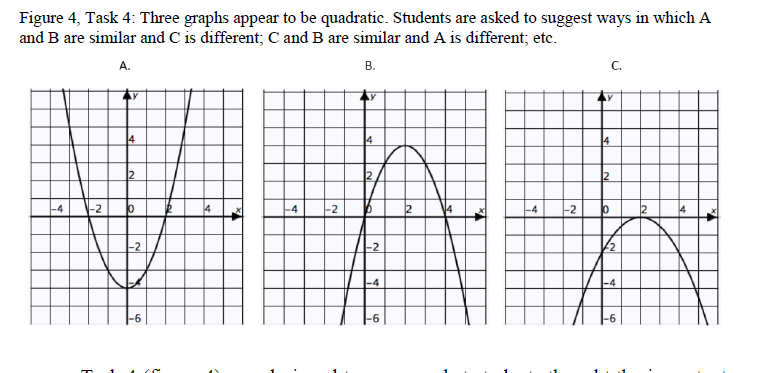 Figure 4, Task 4: Three graphs appear to be quadratic. Students are asked to suggest ways in which A
and B are similar and C is different; C and B are similar and A is different; etc.
A. B. C.
y y y
4 4 4
2 2 2
-4 -2 0 2 4 x -4 -2 0 2 4 x -4 -2 0 2 4 x
-2 -2 -2
-4 -4 -4
-6 -6 -6